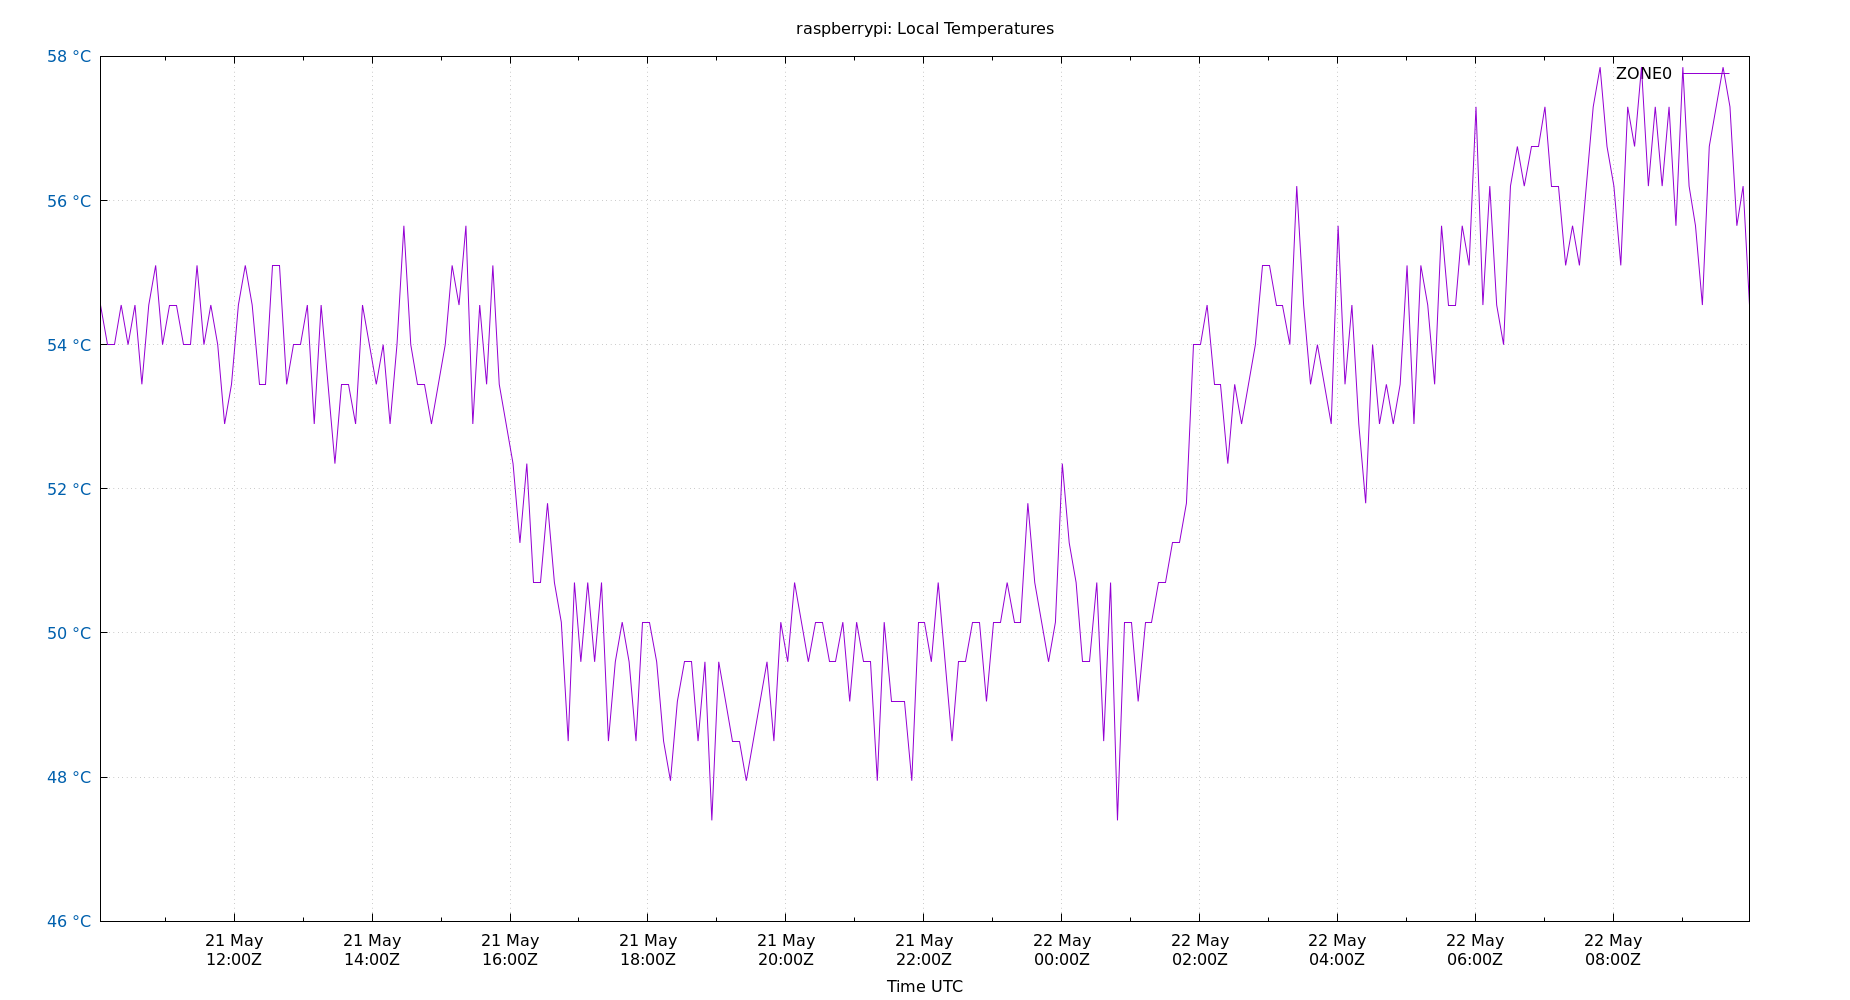 raspberrypi: Local Temperatures
58 °C
ZONE0
56 °C
54 °C
52 °C
50 °C
48 °C
46 °C
21 May 21 May 21 May 21 May 21 May 21 May 22 May 22 May 22 May 22 May 22 May
12:00Z 14:00Z 16:00Z 18:00Z 20:00Z 22:00Z 00:00Z 02:00Z 04:00Z 06:00Z 08:00Z
Time UTC